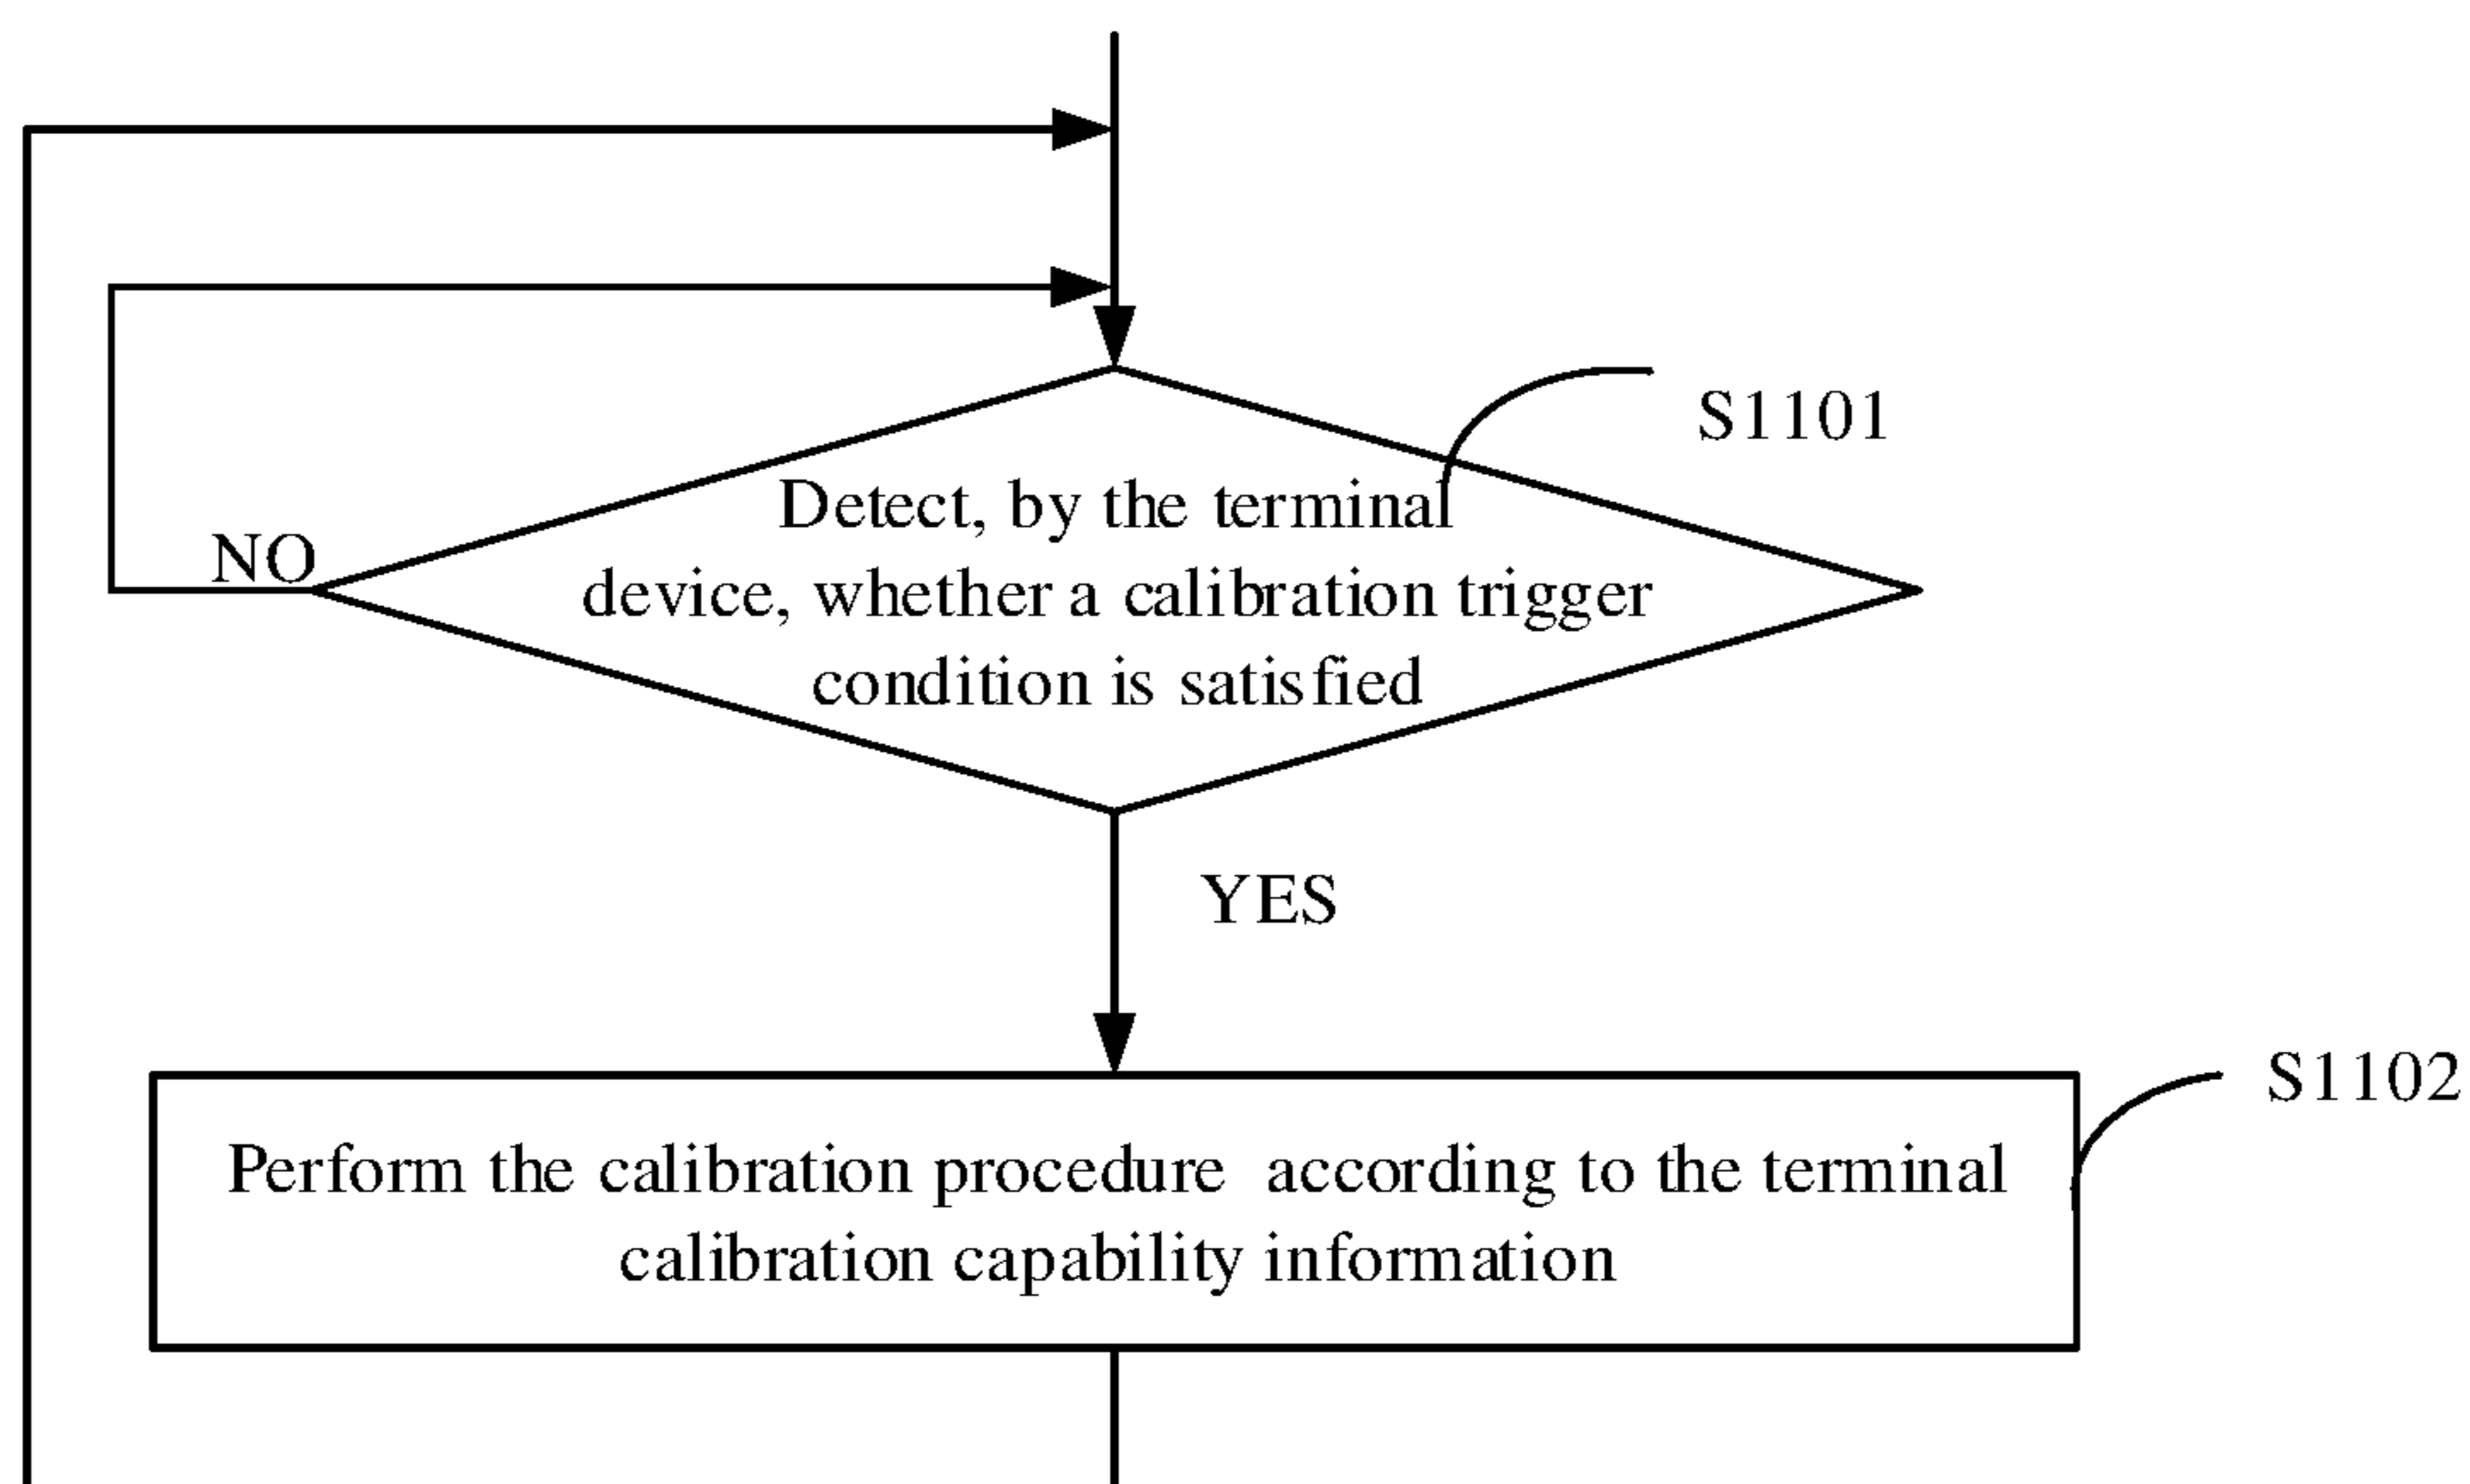 S1101
Detect, by the terminal
device, whether a calibration trigger
condition is satisfied
NO
YES
S1102
Perform the calibration procedure according to the terminal
calibration capability information